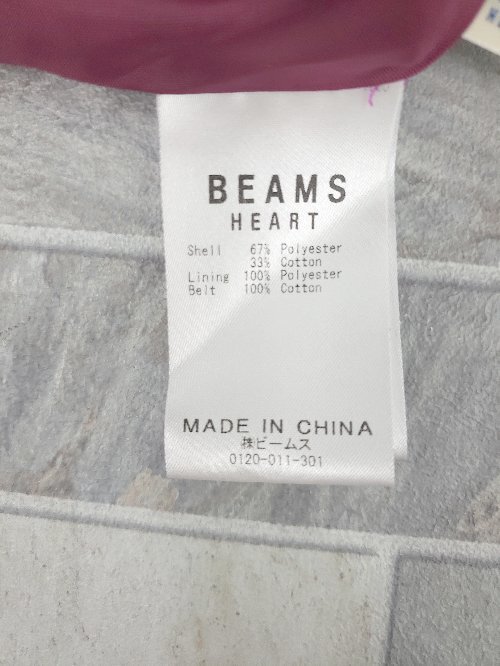 BEAMS
HEART
Shell 67% Polyester
33% Cotton
Lining 100% Polyester
Belt 100% Cotton
MADE IN CHINA
㈱ビームス
0120-011-301